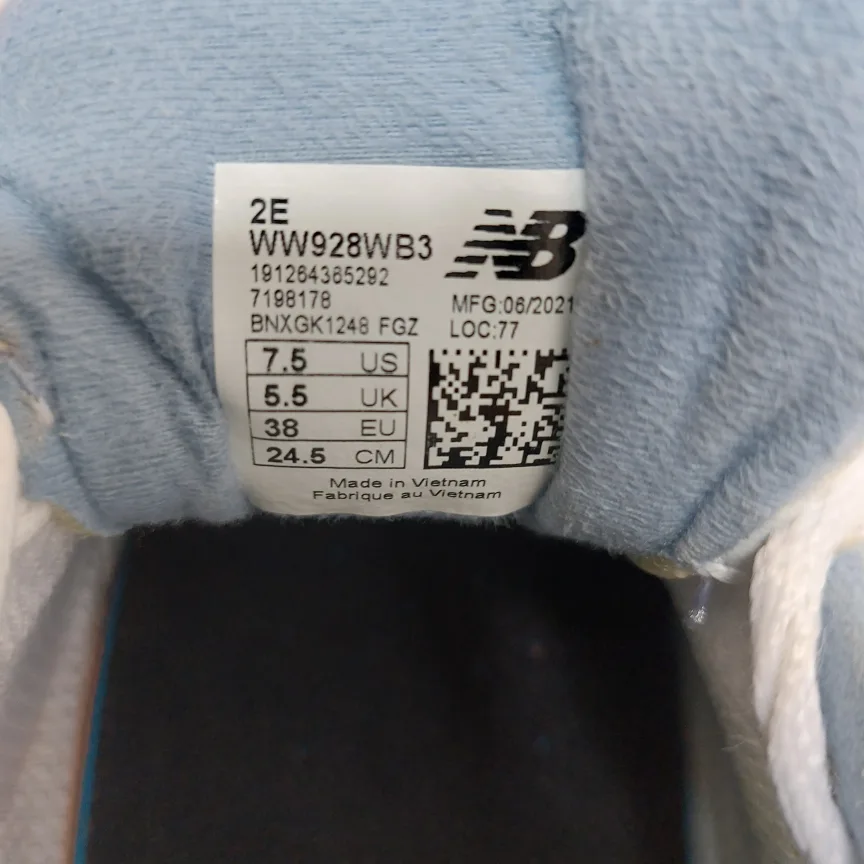 2E
WW928WB3
NB
191264365292
7198178
MFG:06/2021
BNXGK1248 FGZ
LOC:77
7.5 US
5.5 UK
38 EU
24.5 CM
Made in Vietnam
Fabrique au Vietnam